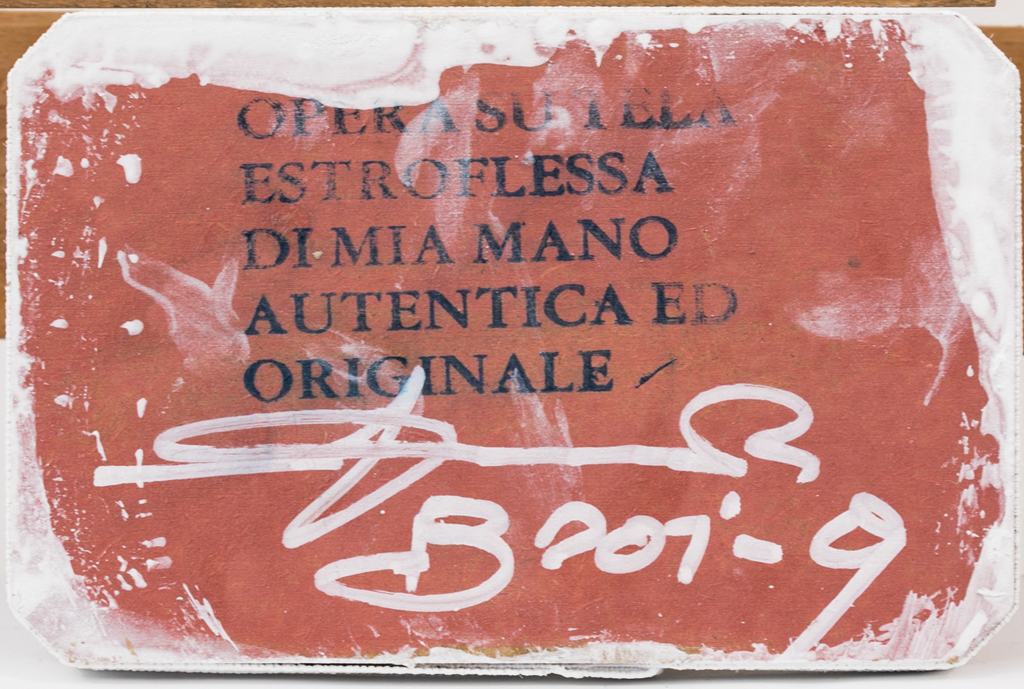 OPERA SU TELA
ESTROFLESSA
DI MIA MANO
AUTENTICA ED
ORIGINALE